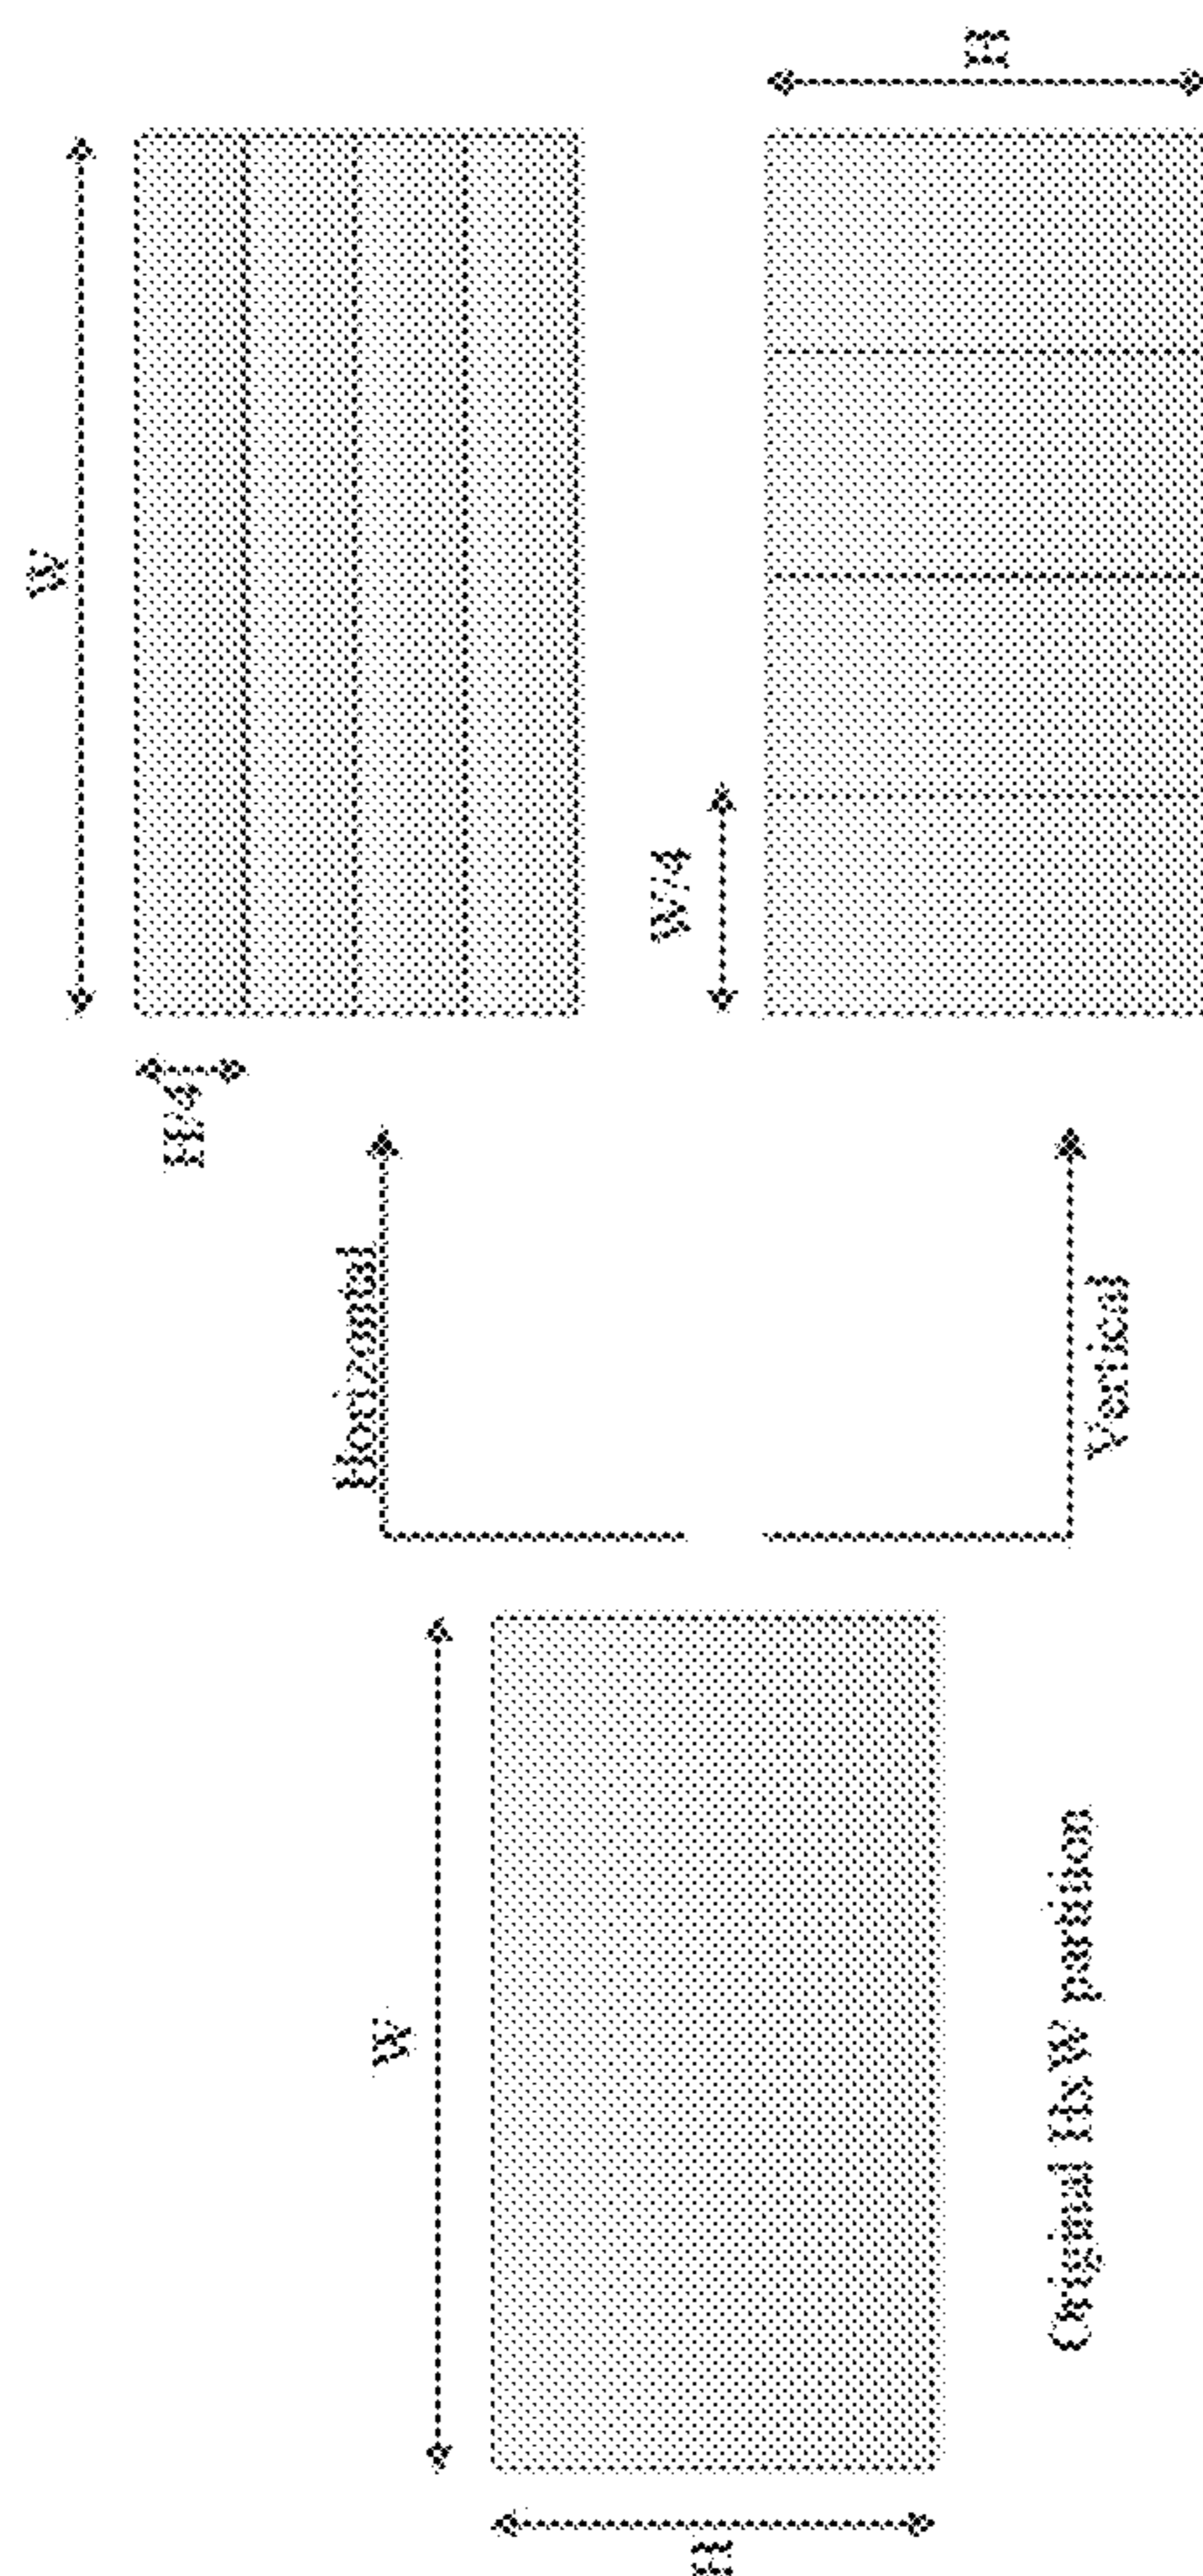 W
H/4
Horizontal
W
H
Original HxW partition
H
W/4
Vertical